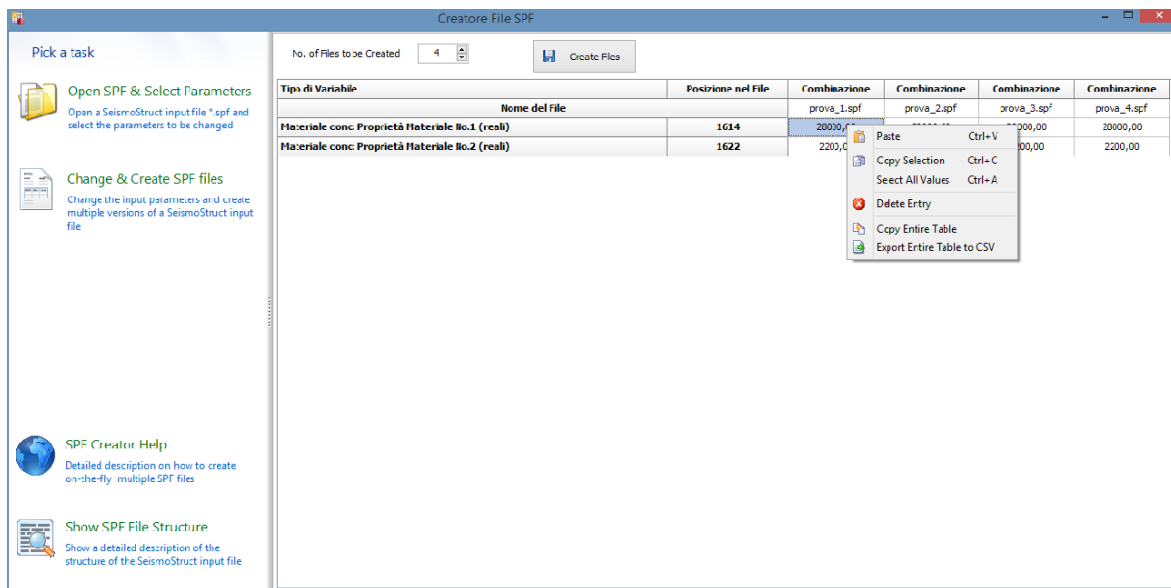 Creatore File SPF
Pick a task
Open SPF & Select Parameters
Open a SeismoStruct input file *.spf and
select the parameters to be changed
Change & Create SPF files
Change the input parameters and create
multiple versions of a SeismoStruct input
file
SPF Creator Help
Detailed description on how to create
on-the-fly multiple SPF files
Show SPF File Structure
Show a detailed description of the
structure of the SeismoStruct input file
No. of Files to be Created 4 Create Files
Tipo di Variabile Posizione nel File Combinazione Combinazione Combinazione Combinazione
Nome del File prova_1.spf prova_2.spf prova_3.spf prova_4.spf
Materiale conc Proprietà Materiale No.1 (reali) 1614 28000, 000,00 28000,00
Materiale conc Proprietà Materiale No.2 (reali) 1622 2200,0 00,00 2200,00
Paste Ctrl+V
Copy Selection Ctrl+C
Select All Values Ctrl+A
Delete Entry
Copy Entire Table
Export Entire Table to CSV